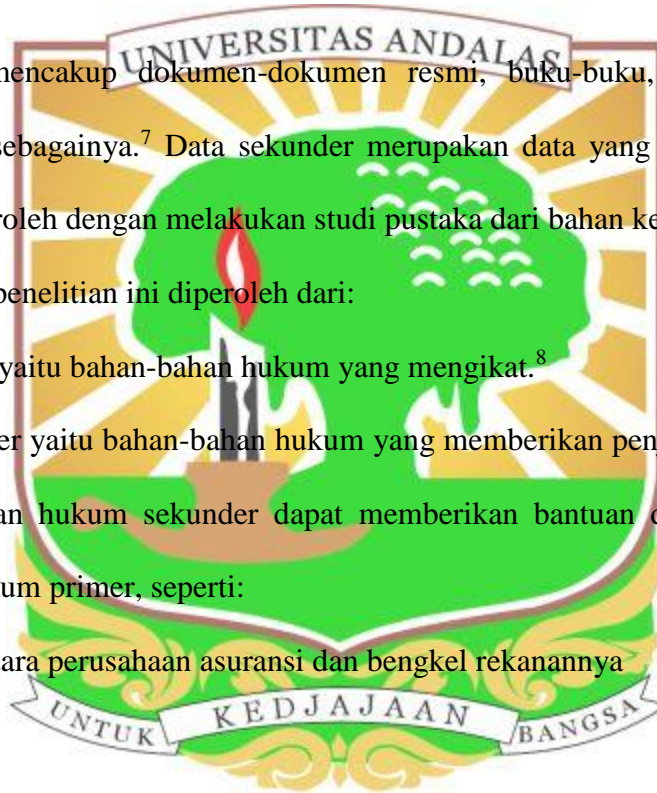 UNIVERSITAS ANDALAS
mencakup dokumen-dokumen resmi, buku-buku,
sebagainya.7 Data sekunder merupakan data yang
roleh dengan melakukan studi pustaka dari bahan ke
penelitian ini diperoleh dari:
yaitu bahan-bahan hukum yang mengikat.8
er yaitu bahan-bahan hukum yang memberikan pen
an hukum sekunder dapat memberikan bantuan
um primer, seperti:
ara perusahaan asuransi dan bengkel rekanannya
UNTUK KEDJAJAAN BANGSA